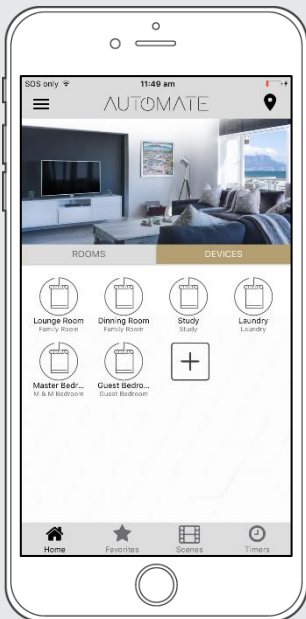 SOS only 11:49 am
AUTOMATE
ROOMS DEVICES
Lounge Room Dinning Room Study Laundry
Family Room Family Room Study Laundry
Master Bedr... Guest Bedro...
M & M Bedroom Guest Bedroom
Home Favorites Scenes Timers